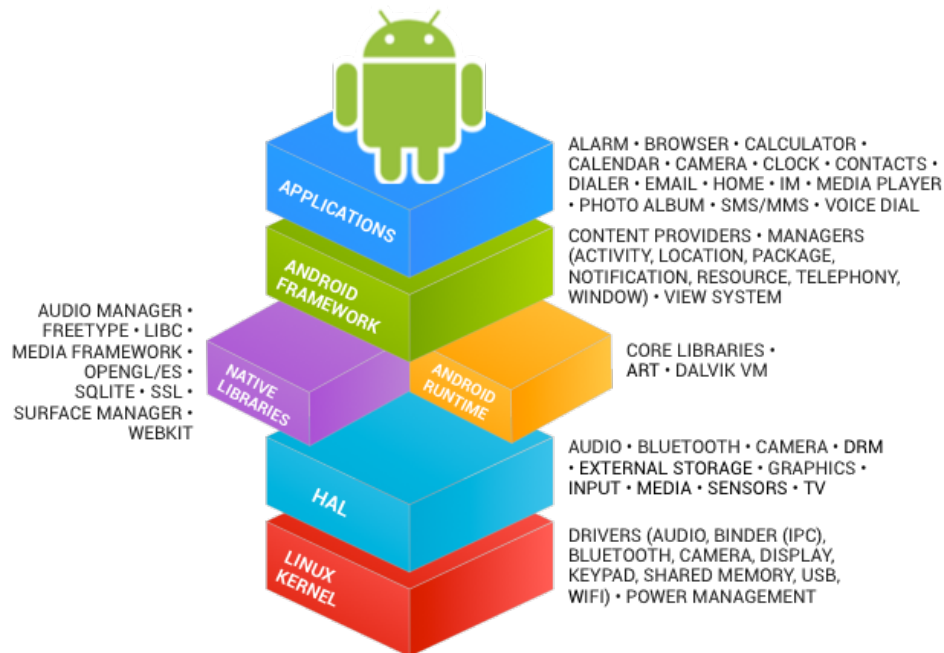 ALARM • BROWSER • CALCULATOR •
CALENDAR • CAMERA • CLOCK • CONTACTS •
DIALER • EMAIL • HOME • IM • MEDIA PLAYER
• PHOTO ALBUM • SMS/MMS • VOICE DIAL
APPLICATIONS
CONTENT PROVIDERS • MANAGERS
(ACTIVITY, LOCATION, PACKAGE,
NOTIFICATION, RESOURCE, TELEPHONY,
WINDOW) • VIEW SYSTEM
ANDROID
FRAMEWORK
AUDIO MANAGER •
FREETYPE • LIBC •
MEDIA FRAMEWORK •
OPENGL/ES •
SQLITE • SSL •
SURFACE MANAGER •
WEBKIT
NATIVE
LIBRARIES
ANDROID
RUNTIME
CORE LIBRARIES •
ART • DALVIK VM
HAL
AUDIO • BLUETOOTH • CAMERA • DRM
• EXTERNAL STORAGE • GRAPHICS •
INPUT • MEDIA • SENSORS • TV
LINUX
KERNEL
DRIVERS (AUDIO, BINDER (IPC),
BLUETOOTH, CAMERA, DISPLAY,
KEYPAD, SHARED MEMORY, USB,
WIFI) • POWER MANAGEMENT